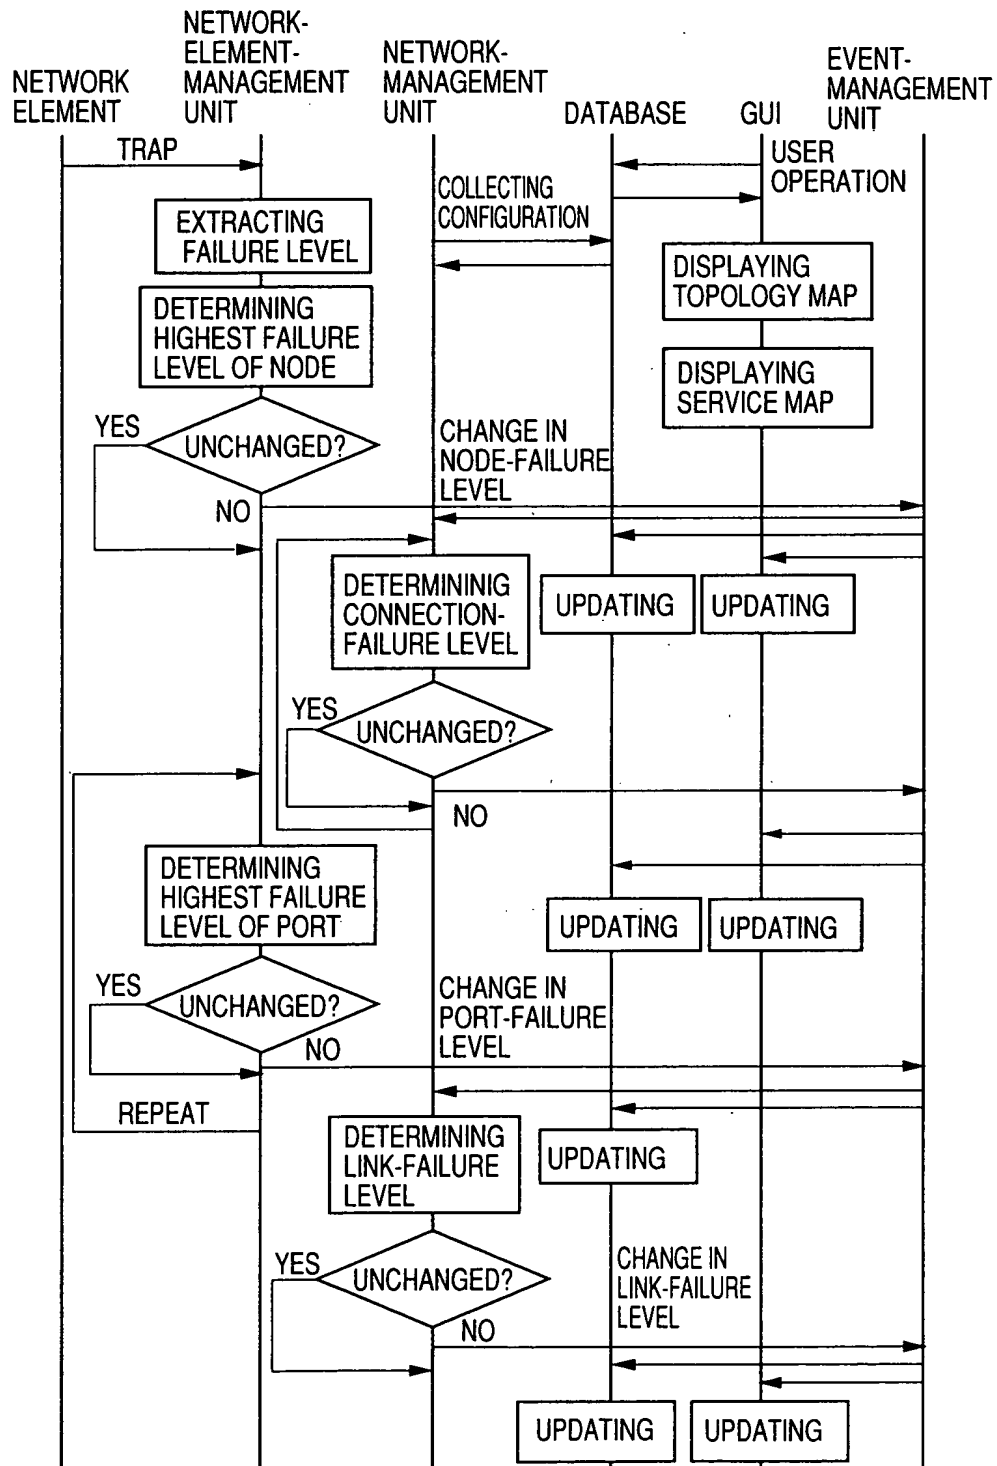 NETWORK
ELEMENT
NETWORK-
ELEMENT-
MANAGEMENT
UNIT
NETWORK-
MANAGEMENT
UNIT
DATABASE
GUI
EVENT-
MANAGEMENT
UNIT
TRAP
USER
OPERATION
COLLECTING
CONFIGURATION
EXTRACTING
FAILURE LEVEL
DISPLAYING
TOPOLOGY MAP
DETERMINING
HIGHEST FAILURE
LEVEL OF NODE
DISPLAYING
SERVICE MAP
YES
UNCHANGED?
NO
CHANGE IN
NODE-FAILURE
LEVEL
DETERMININIG
CONNECTION-
FAILURE LEVEL
UPDATING
UPDATING
YES
UNCHANGED?
NO
DETERMINING
HIGHEST FAILURE
LEVEL OF PORT
UPDATING
UPDATING
YES
UNCHANGED?
NO
CHANGE IN
PORT-FAILURE
LEVEL
REPEAT
DETERMINING
LINK-FAILURE
LEVEL
UPDATING
YES
UNCHANGED?
NO
CHANGE IN
LINK-FAILURE
LEVEL
UPDATING
UPDATING